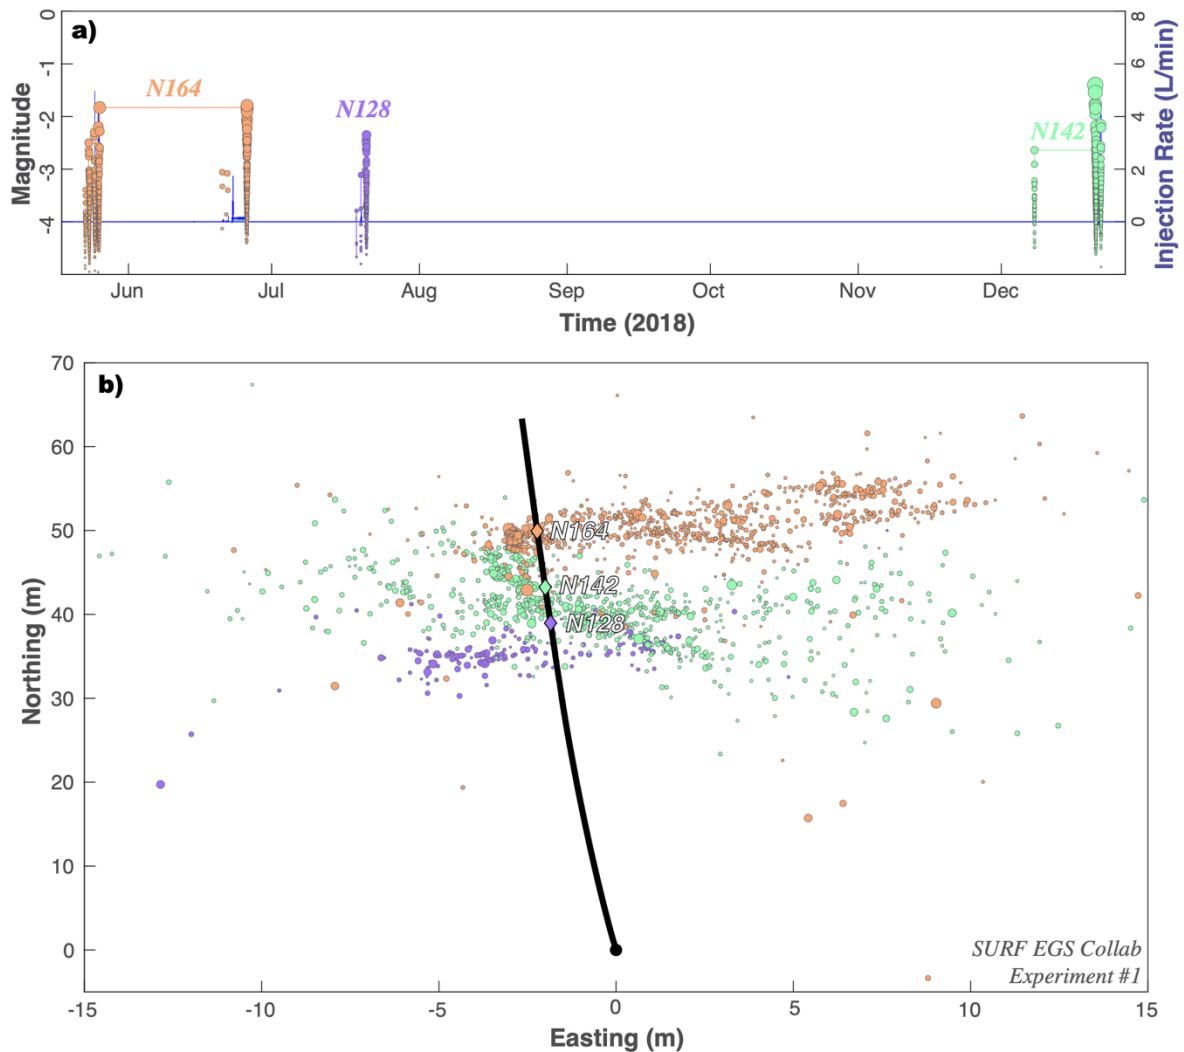 a)
0
-1
-2
-3
-4
Magnitude
N164
N128
N142
8
6
4
2
0
Injection Rate (L/min)
Jun Jul Aug Sep Oct Nov Dec
Time (2018)
b)
70
60
50
40
30
20
10
0
Northing (m)
N164
N142
N128
SURF EGS Collab
Experiment #1
-15 -10 -5 0 5 10 15
Easting (m)